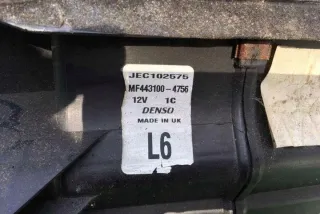 JEC102575
MF443100-4756
12V 1C
DENSO
MADE IN UK
L6